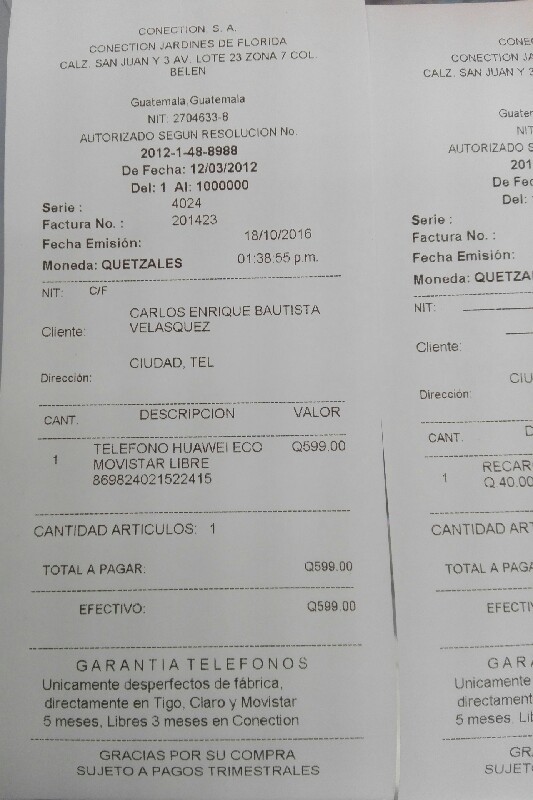 CONECTION S. A.
CONECTION JARDINES DE FLORIDA
CALZ. SAN JUAN Y 3 AV. LOTE 23 ZONA 7 COL.
BELEN
Guatemala,Guatemala
NIT: 2704633-8
AUTORIZADO SEGUN RESOLUCION No.
2012-1-48-8988
De Fecha: 12/03/2012
Del: 1 Al: 1000000
Serie : 4024
Factura No. : 201423
Fecha Emisión: 18/10/2016
Moneda: QUETZALES 01:38:55 p.m.
NIT: C/F
Cliente: CARLOS ENRIQUE BAUTISTA
VELASQUEZ
Dirección: CIUDAD, TEL
CANT. DESCRIPCION VALOR
1 TELEFONO HUAWEI ECO Q599.00
MOVISTAR LIBRE
869824021522415
CANTIDAD ARTICULOS: 1
TOTAL A PAGAR: Q599.00
EFECTIVO: Q599.00
GARANTIA TELEFONOS
Unicamente desperfectos de fábrica,
directamente en Tigo, Claro y Movistar
5 meses, Libres 3 meses en Conection
GRACIAS POR SU COMPRA
SUJETO A PAGOS TRIMESTRALES
CONE
CONECTION JA
CALZ. SAN JUAN Y
Guate
NIT
AUTORIZADO S
201
De Fec
Del:
Serie :
Factura No. :
Fecha Emisión:
Moneda: QUETZA
NIT:
Cliente:
Dirección: CIU
CANT. D
1 RECAR
Q 40.00
CANTIDAD ART
TOTAL A PAGA
EFECTI
GAR
Unicamente
directament
5 meses, Lib
GR
SUJET